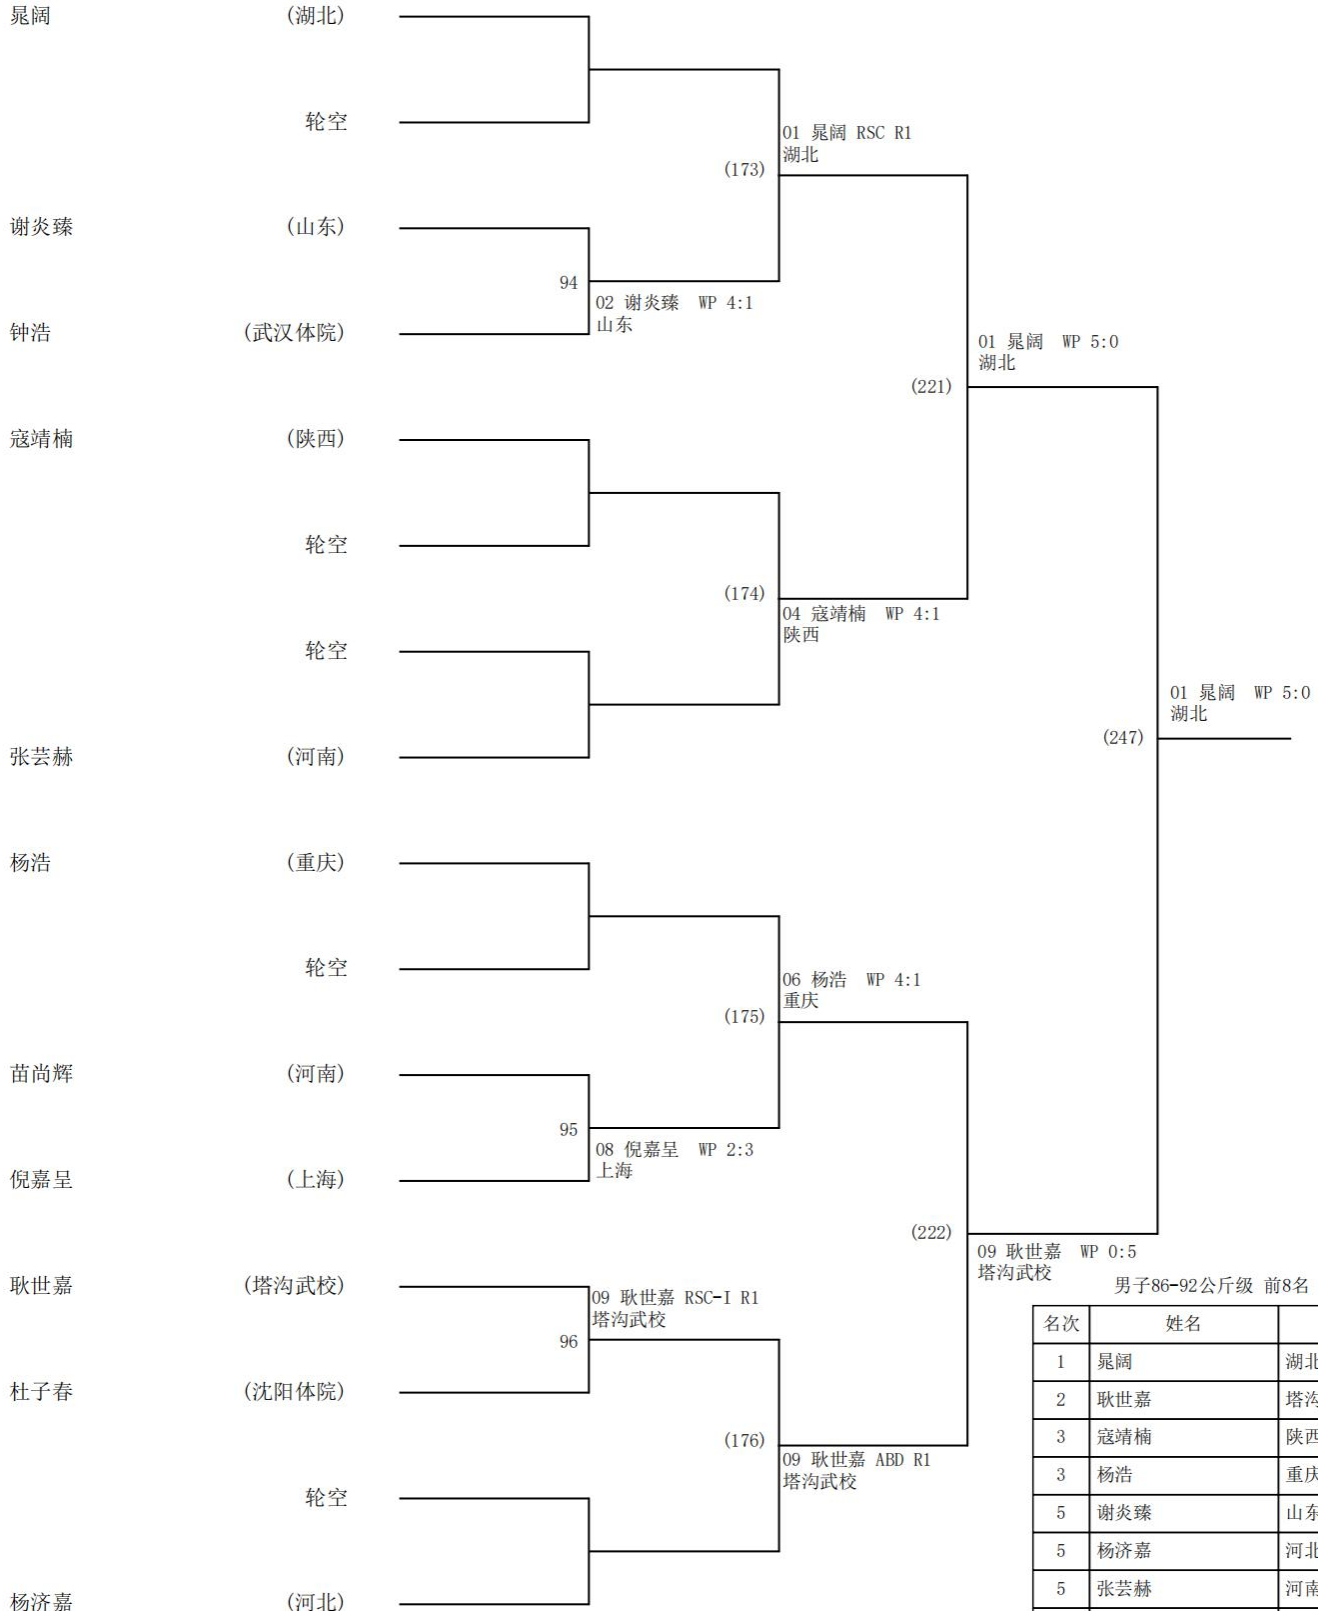 晁阔 (湖北)
轮空
01 晁阔 RSC R1
湖北
(173)
谢炎臻 (山东)
94
02 谢炎臻 WP 4:1
山东
钟浩 (武汉体院)
01 晁阔 WP 5:0
湖北
(221)
寇靖楠 (陕西)
轮空
(174)
04 寇靖楠 WP 4:1
陕西
轮空
01 晁阔 WP 5:0
湖北
(247)
张芸赫 (河南)
杨浩 (重庆)
轮空
06 杨浩 WP 4:1
重庆
(175)
苗尚辉 (河南)
95
08 倪嘉呈 WP 2:3
上海
倪嘉呈 (上海)
(222)
09 耿世嘉 WP 0:5
塔沟武校
耿世嘉 (塔沟武校)
09 耿世嘉 RSC-I R1
塔沟武校
96
杜子春 (沈阳体院)
(176)
09 耿世嘉 ABD R1
塔沟武校
轮空
杨济嘉 (河北)
男子86-92公斤级 前8名
名次 姓名
1 晁阔 湖北
2 耿世嘉 塔沟
3 寇靖楠 陕西
3 杨浩 重庆
5 谢炎臻 山东
5 杨济嘉 河北
5 张芸赫 河南